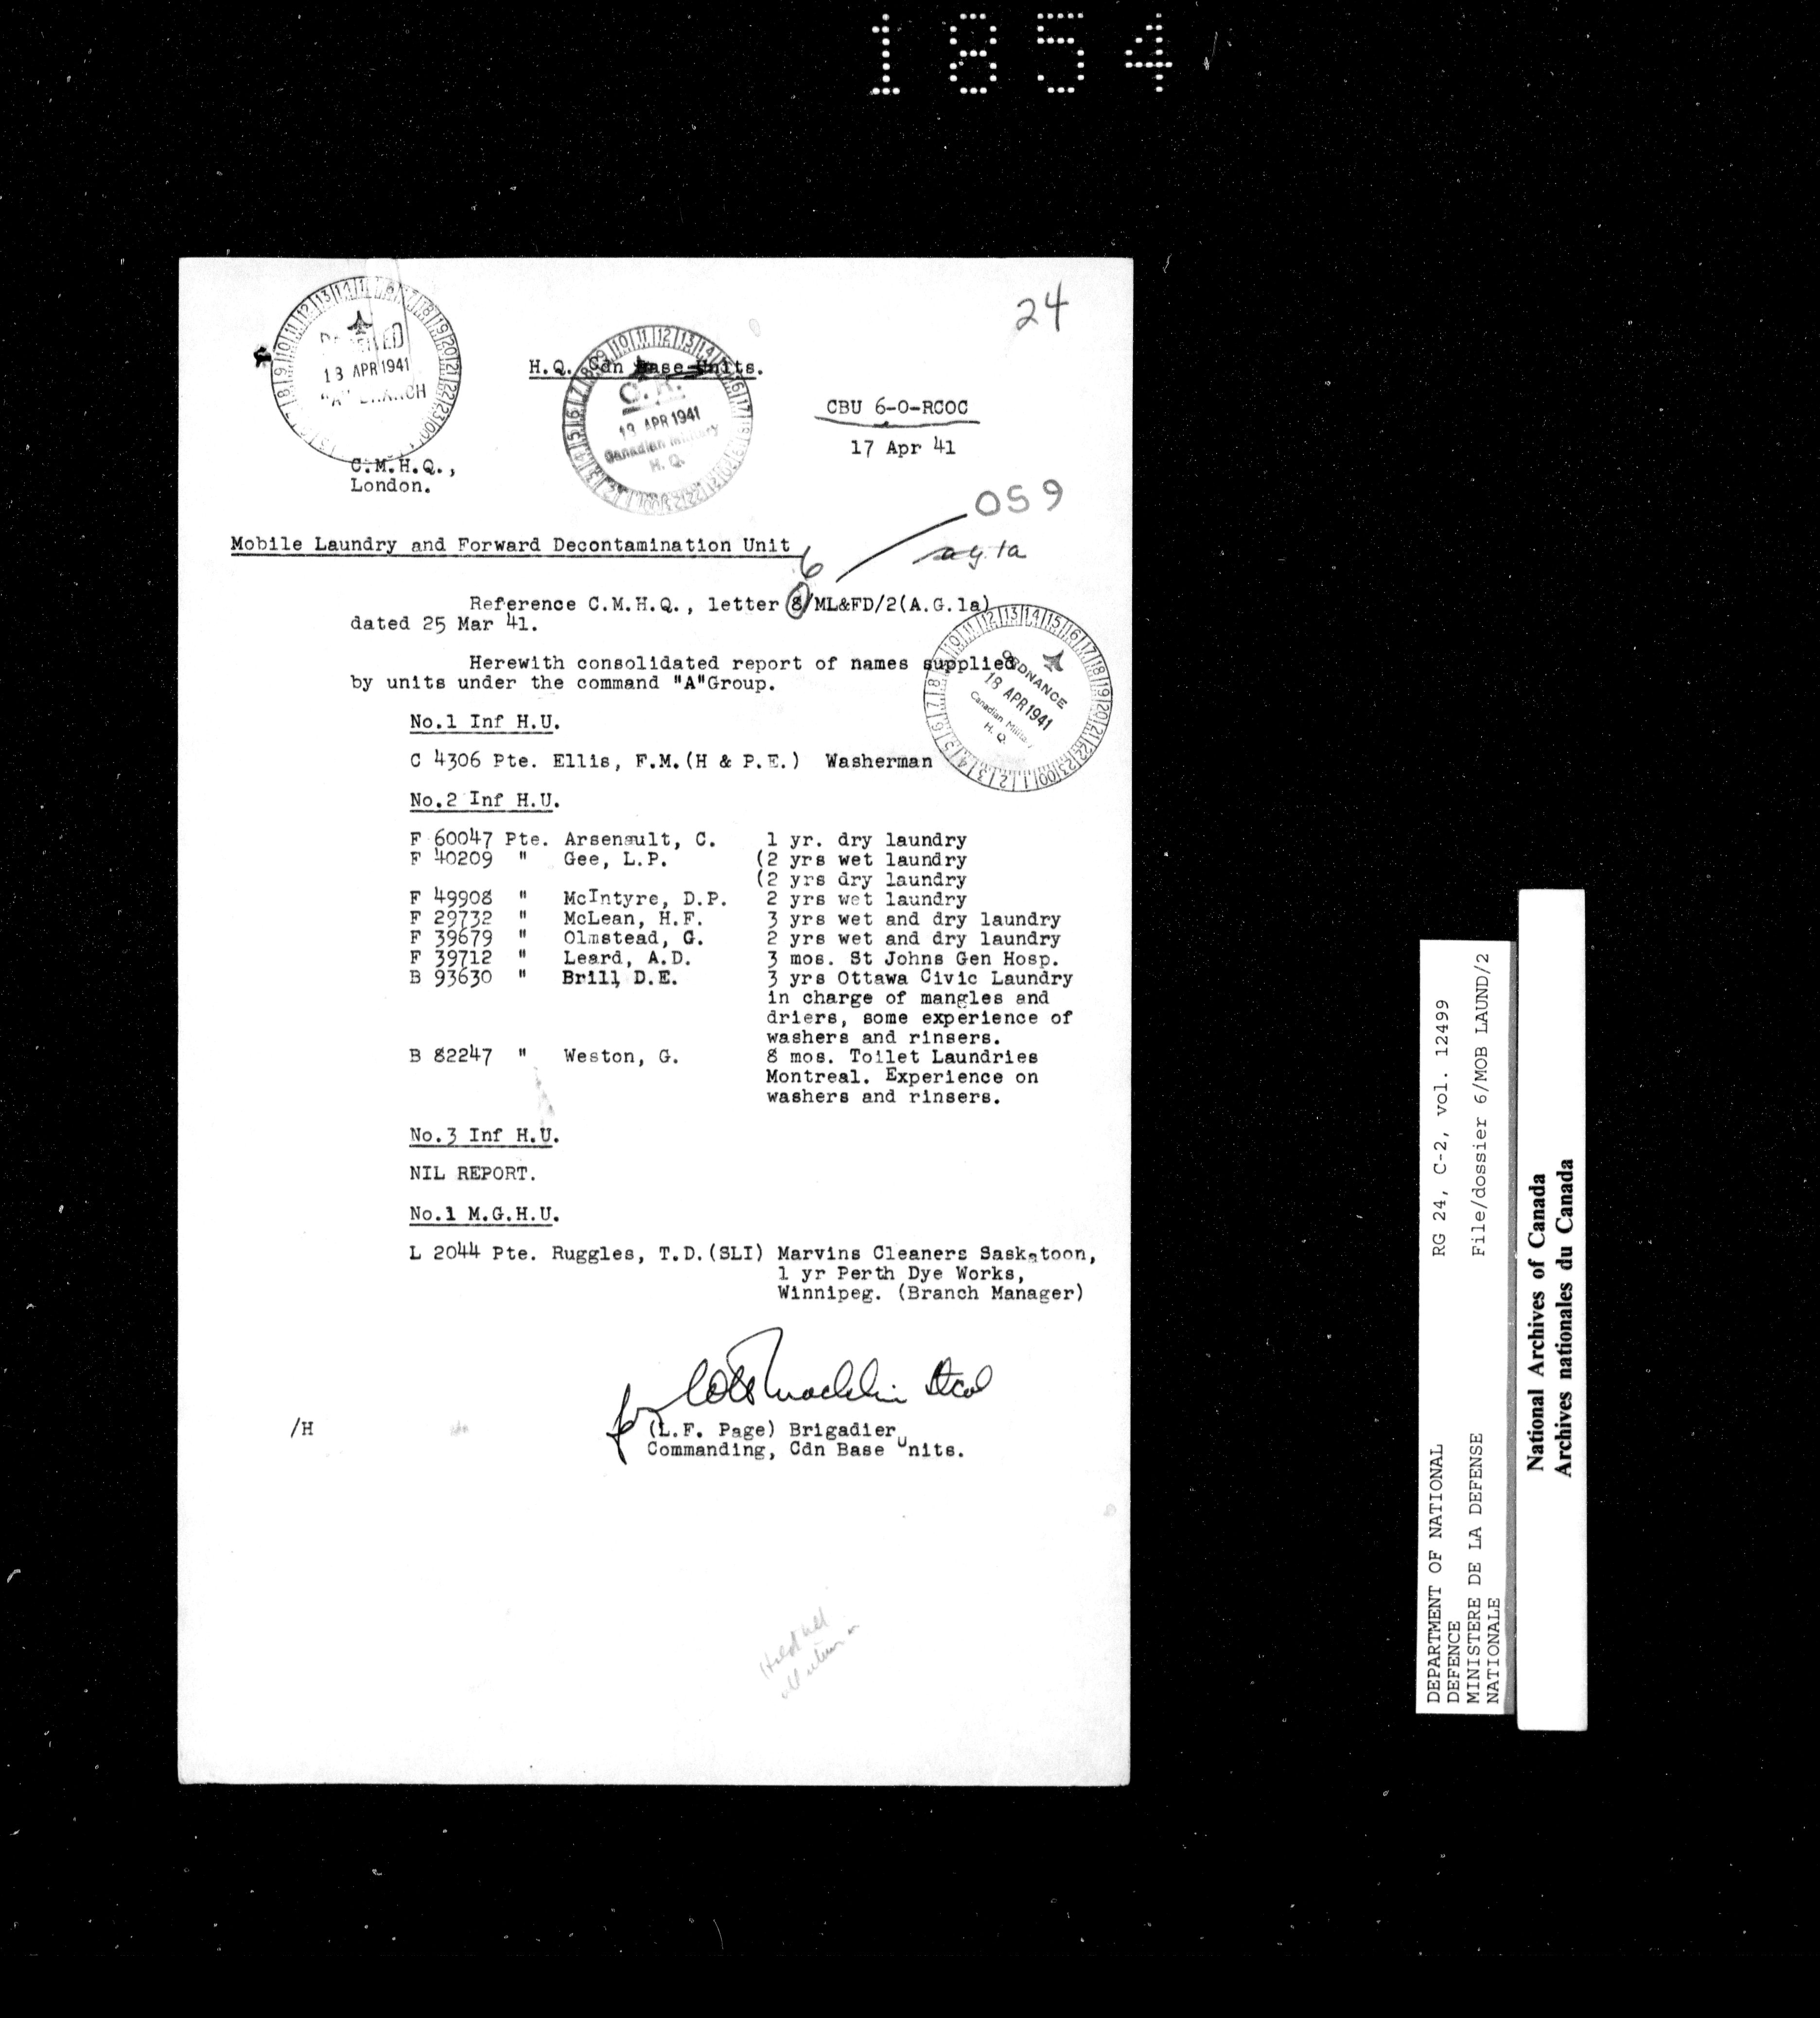 1854
24
RECEIVED
13 APR 1941
"A" BRANCH
H.Q. Cdn Base Units.
C.R.
19 APR 1941
Canadian Military
H. Q.
CBU 6-0-RCOC
17 Apr 41
C.M.H.Q.,
London.
OS 9
a.g.1a
Mobile Laundry and Forward Decontamination Unit
6
Reference C.M.H.Q., letter 8/ML&FD/2(A.G.1a)
dated 25 Mar 41.
Herewith consolidated report of names supplied
by units under the command "A"Group.
ORDNANCE
18 APR 1941
Canadian Military
H. Q.
No.1 Inf H.U.
C 4306 Pte. Ellis, F.M.(H & P.E.) Washerman
No.2 Inf H.U.
F 60047 Pte. Arsenault, C. 1 yr. dry laundry
F 40209 " Gee, L.P. (2 yrs wet laundry
(2 yrs dry laundry
F 49908 " McIntyre, D.P. 2 yrs wet laundry
F 29732 " McLean, H.F. 3 yrs wet and dry laundry
F 39679 " Olmstead, G. 2 yrs wet and dry laundry
F 39712 " Leard, A.D. 3 mos. St Johns Gen Hosp.
B 93630 " Brill, D.E. 3 yrs Ottawa Civic Laundry
in charge of mangles and
driers, some experience of
washers and rinsers.
B 82247 " Weston, G. 8 mos. Toilet Laundries
Montreal. Experience on
washers and rinsers.
No.3 Inf H.U.
NIL REPORT.
No.1 M.G.H.U.
L 2044 Pte. Ruggles, T.D.(SLI) Marvins Cleaners Saskatoon,
1 yr Perth Dye Works,
Winnipeg. (Branch Manager)
for Macklin Lt Col
/H
(L.F. Page) Brigadier,
Commanding, Cdn Base Units.
DEPARTMENT OF NATIONAL
DEFENCE
MINISTERE DE LA DEFENSE
NATIONALE
RG 24, C-2, vol. 12499
File/dossier 6/MOB LAUND/2
National Archives of Canada
Archives nationales du Canada